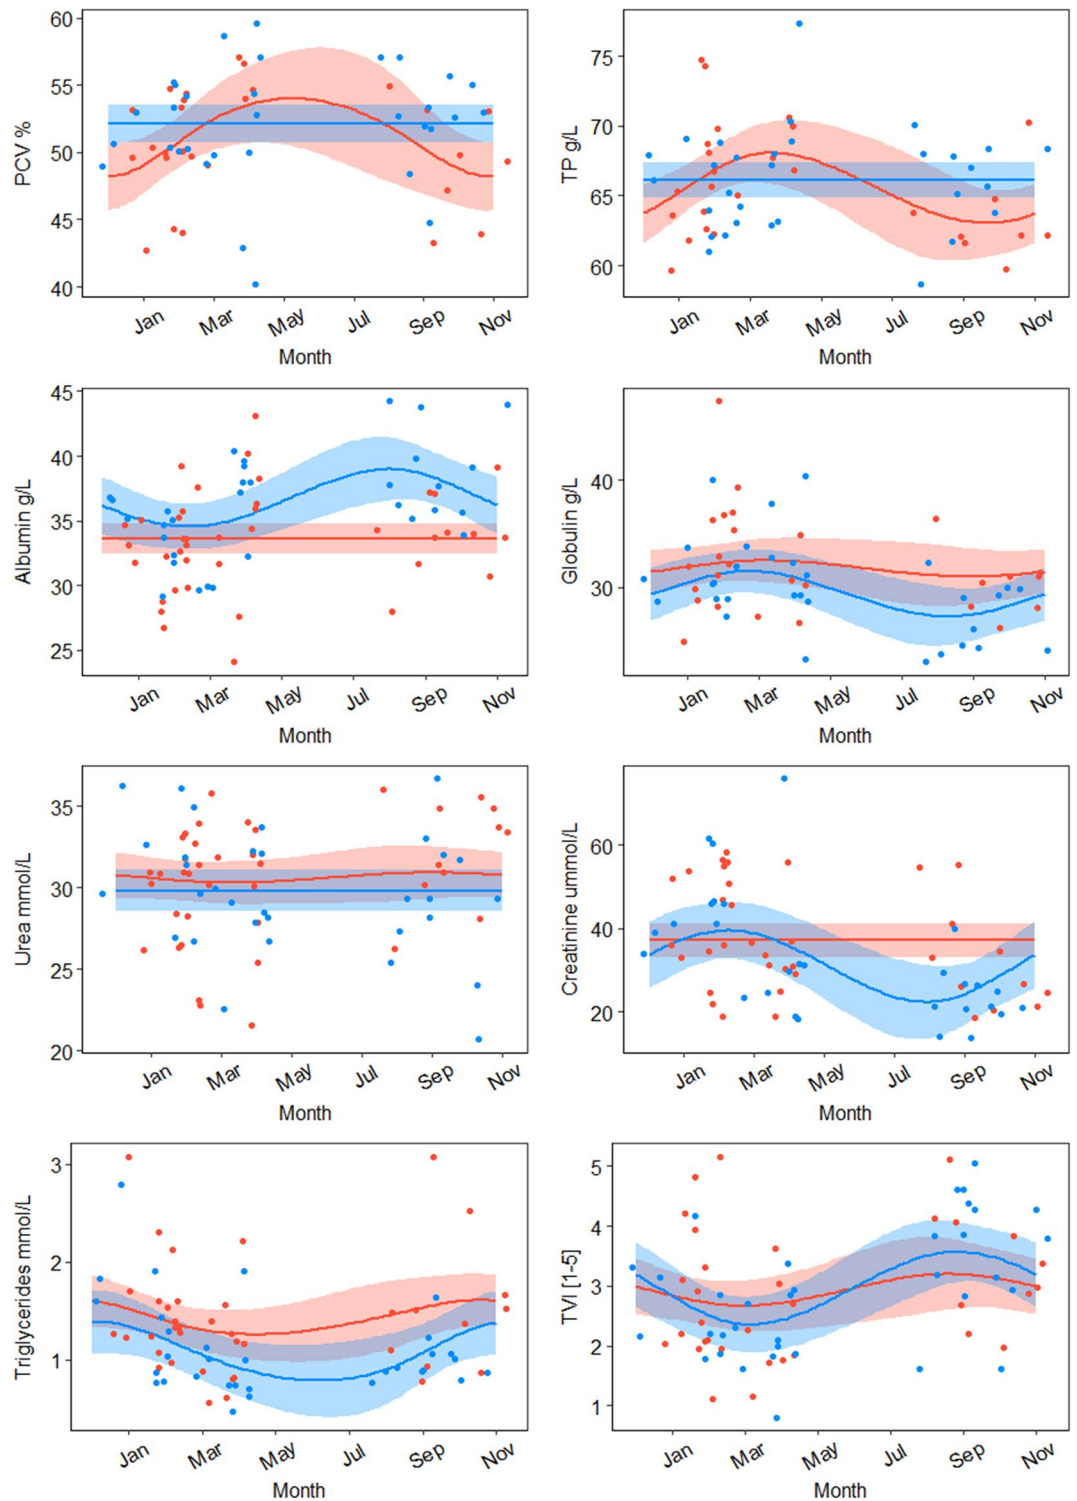 PCV %
60
55
50
45
40
Jan Mar May Jul Sep Nov
Month
TP g/L
75
70
65
60
Jan Mar May Jul Sep Nov
Month
Albumin g/L
45
40
35
30
25
Jan Mar May Jul Sep Nov
Month
Globulin g/L
40
30
Jan Mar May Jul Sep Nov
Month
Urea mmol/L
35
30
25
20
Jan Mar May Jul Sep Nov
Month
Creatinine ummol/L
60
40
20
Jan Mar May Jul Sep Nov
Month
Triglycerides mmol/L
3
2
1
Jan Mar May Jul Sep Nov
Month
TVI [1-5]
5
4
3
2
1
Jan Mar May Jul Sep Nov
Month